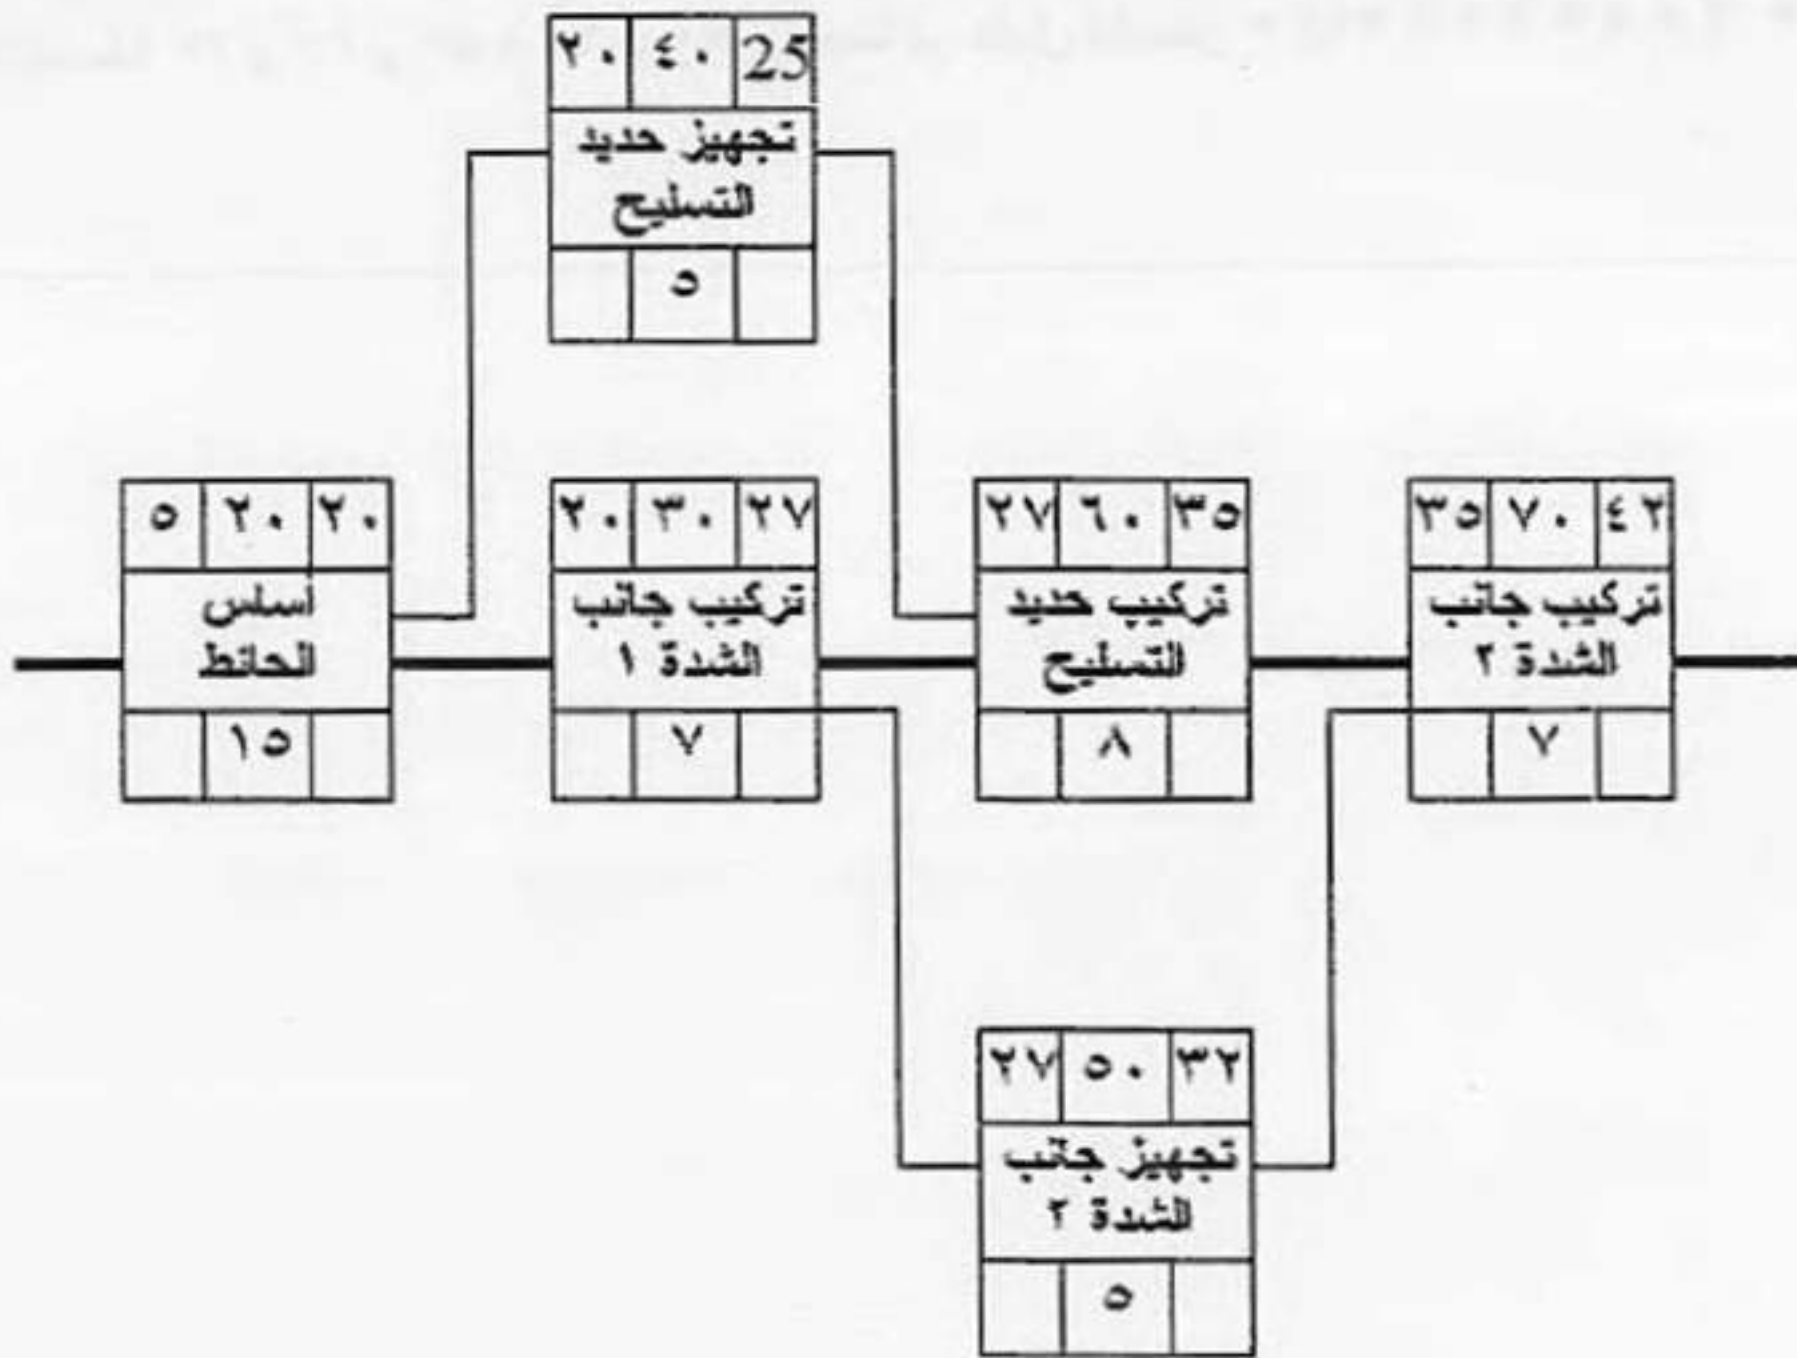 ٢٠ ٤٠ 25
تجهيز حديد
التسليح
٥
٥ ٢٠ ٢٠
أساس
الحائط
١٥
٢٠ ٣٠ ٢٧
تركيب جانب
الشدة ١
٧
٢٧ ٦٠ ٣٥
تركيب حديد
التسليح
٨
٣٥ ٧٠ ٤٢
تركيب جانب
الشدة ٢
٧
٢٧ ٥٠ ٣٢
تجهيز جانب
الشدة ٢
٥